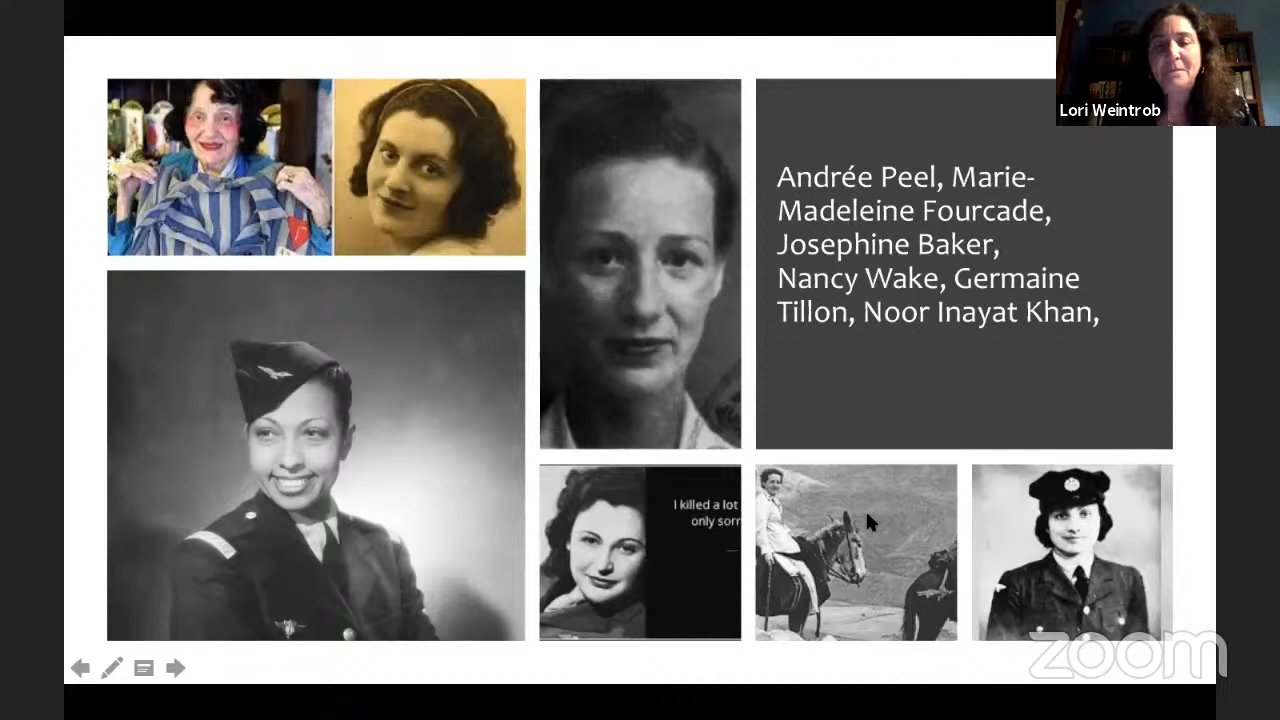 Lori Weintrob
Andrée Peel, Marie-
Madeleine Fourcade,
Josephine Baker,
Nancy Wake, Germaine
Tillon, Noor Inayat Khan,
I killed a lot
only sorr
zoom